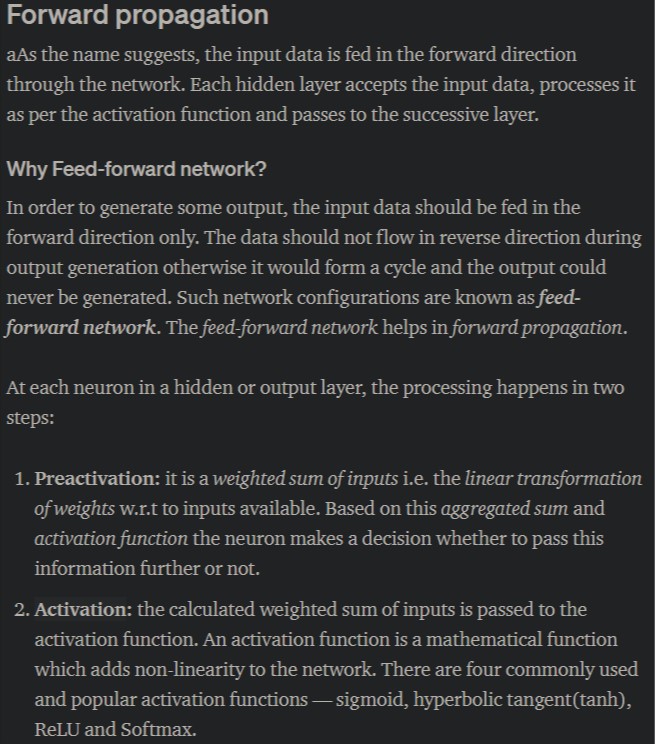 Forward propagation
aAs the name suggests, the input data is fed in the forward direction
through the network. Each hidden layer accepts the input data, processes it
as per the activation function and passes to the successive layer.
Why Feed-forward network?
In order to generate some output, the input data should be fed in the
forward direction only. The data should not flow in reverse direction during
output generation otherwise it would form a cycle and the output could
never be generated. Such network configurations are known as feed-
forward network. The feed-forward network helps in forward propagation.
At each neuron in a hidden or output layer, the processing happens in two
steps:
1. Preactivation: it is a weighted sum of inputs i.e. the linear transformation
of weights w.r.t to inputs available. Based on this aggregated sum and
activation function the neuron makes a decision whether to pass this
information further or not.
2. Activation: the calculated weighted sum of inputs is passed to the
activation function. An activation function is a mathematical function
which adds non-linearity to the network. There are four commonly used
and popular activation functions — sigmoid, hyperbolic tangent(tanh),
ReLU and Softmax.